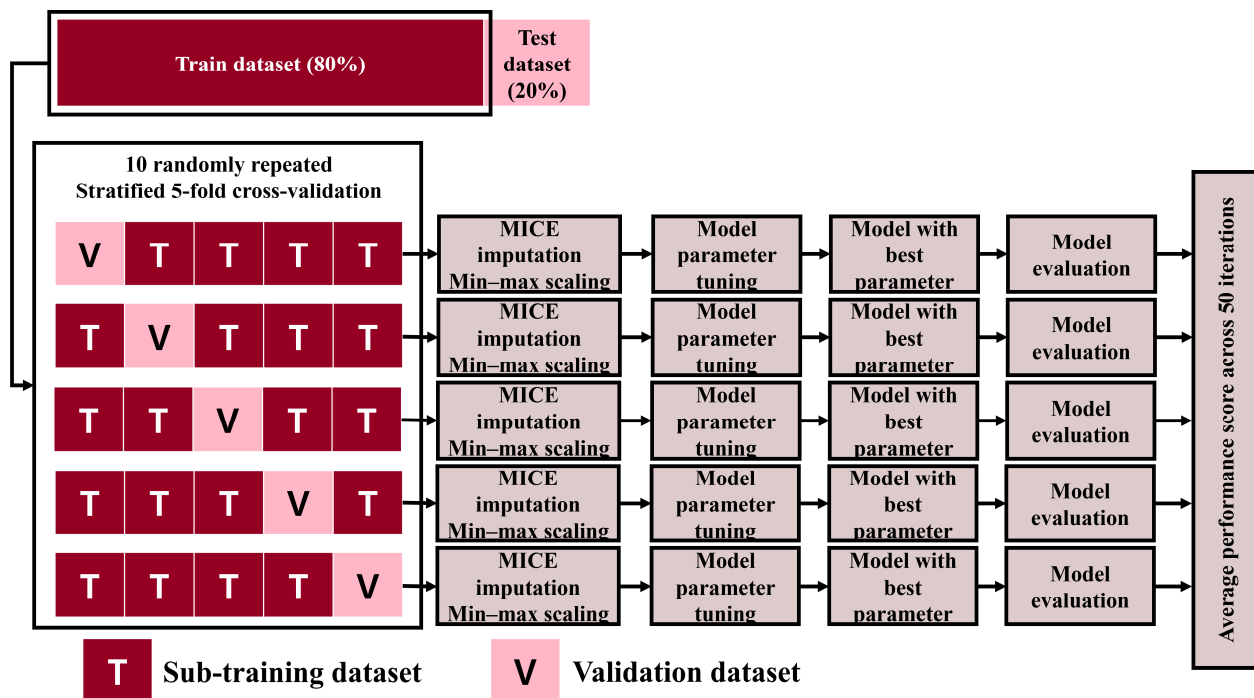 Train dataset (80%)
Test
dataset
(20%)
10 randomly repeated
Stratified 5-fold cross-validation
V T T T T
MICE
imputation
Min–max scaling
Model
parameter
tuning
Model with
best
parameter
Model
evaluation
T V T T T
MICE
imputation
Min–max scaling
Model
parameter
tuning
Model with
best
parameter
Model
evaluation
T T V T T
MICE
imputation
Min–max scaling
Model
parameter
tuning
Model with
best
parameter
Model
evaluation
T T T V T
MICE
imputation
Min–max scaling
Model
parameter
tuning
Model with
best
parameter
Model
evaluation
T T T T V
MICE
imputation
Min–max scaling
Model
parameter
tuning
Model with
best
parameter
Model
evaluation
Average performance score across 50 iterations
T Sub-training dataset
V Validation dataset